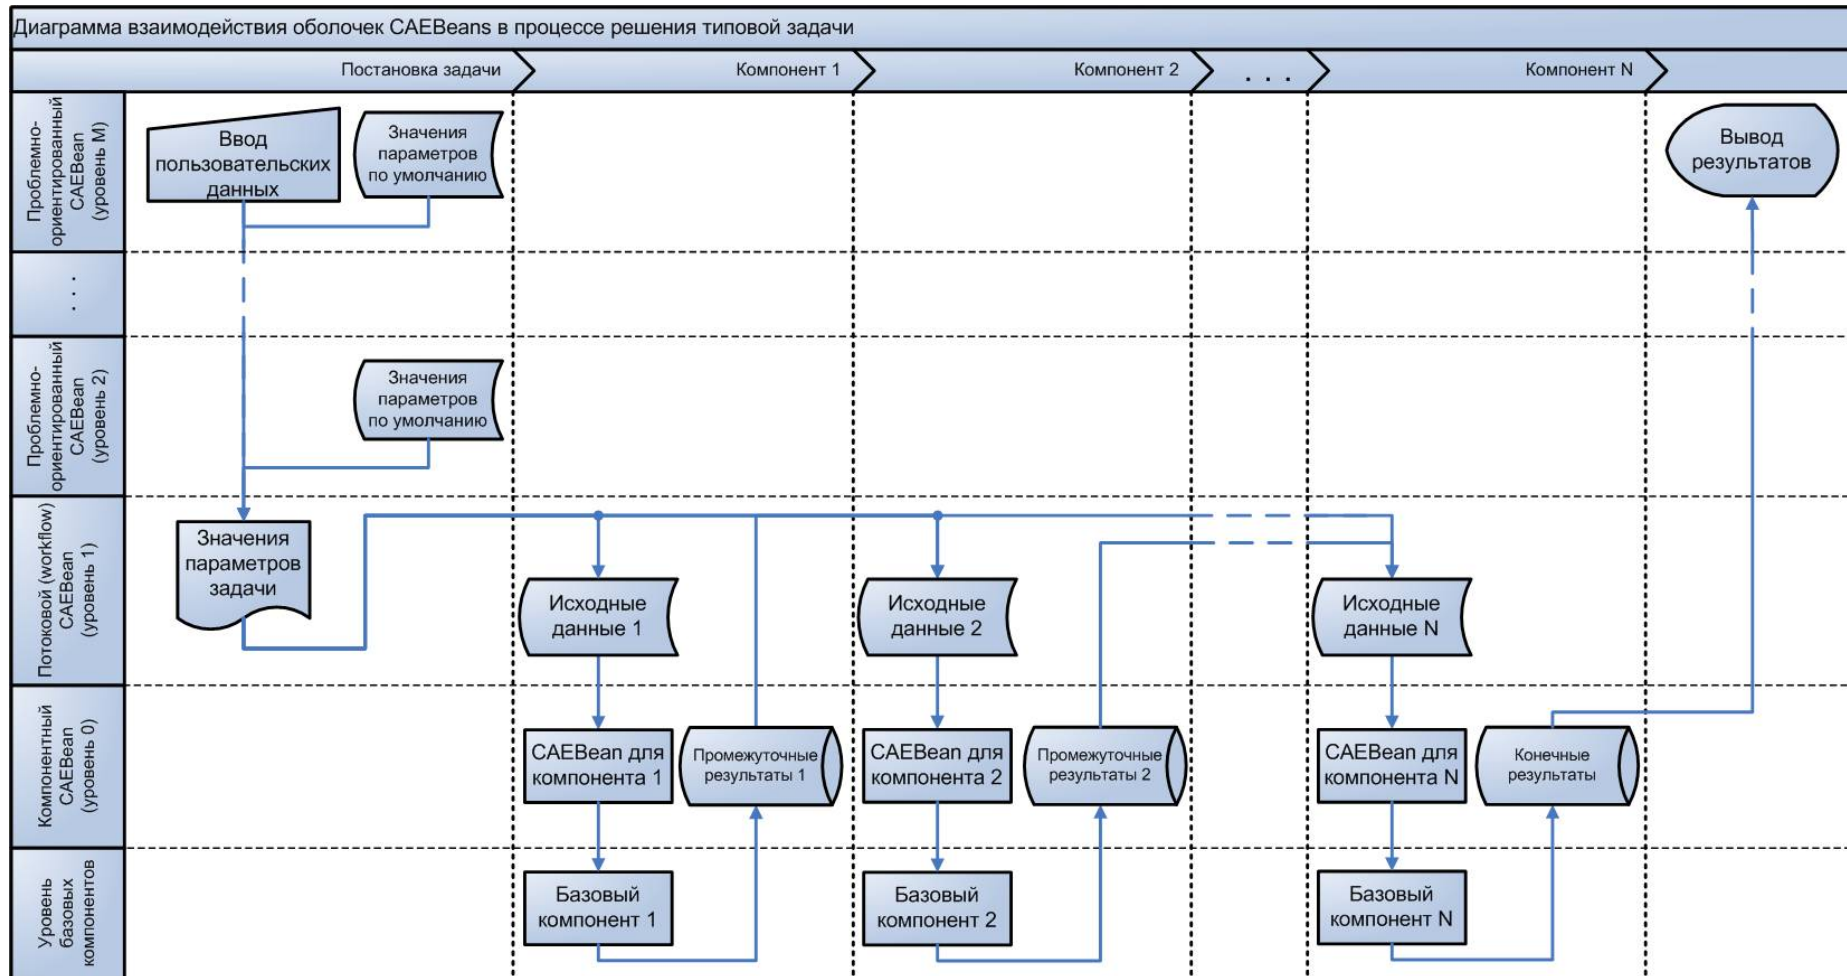 Диаграмма взаимодействия оболочек CAEBeans в процессе решения типовой задачи
Постановка задачи
Компонент 1
Компонент 2
. . .
Компонент N
Проблемно-
ориентированный
CAEBean
(уровень M)
Ввод
пользовательских
данных
Значения
параметров
по умолчанию
Вывод
результатов
. . .
Проблемно-
ориентированный
CAEBean
(уровень 2)
Значения
параметров
по умолчанию
Потоковой (workflow)
CAEBean
(уровень 1)
Значения
параметров
задачи
Исходные
данные 1
Исходные
данные 2
Исходные
данные N
Компонентный
CAEBean
(уровень 0)
CAEBean для
компонента 1
Промежуточные
результаты 1
CAEBean для
компонента 2
Промежуточные
результаты 2
CAEBean для
компонента N
Конечные
результаты
Уровень
базовых
компонентов
Базовый
компонент 1
Базовый
компонент 2
Базовый
компонент N